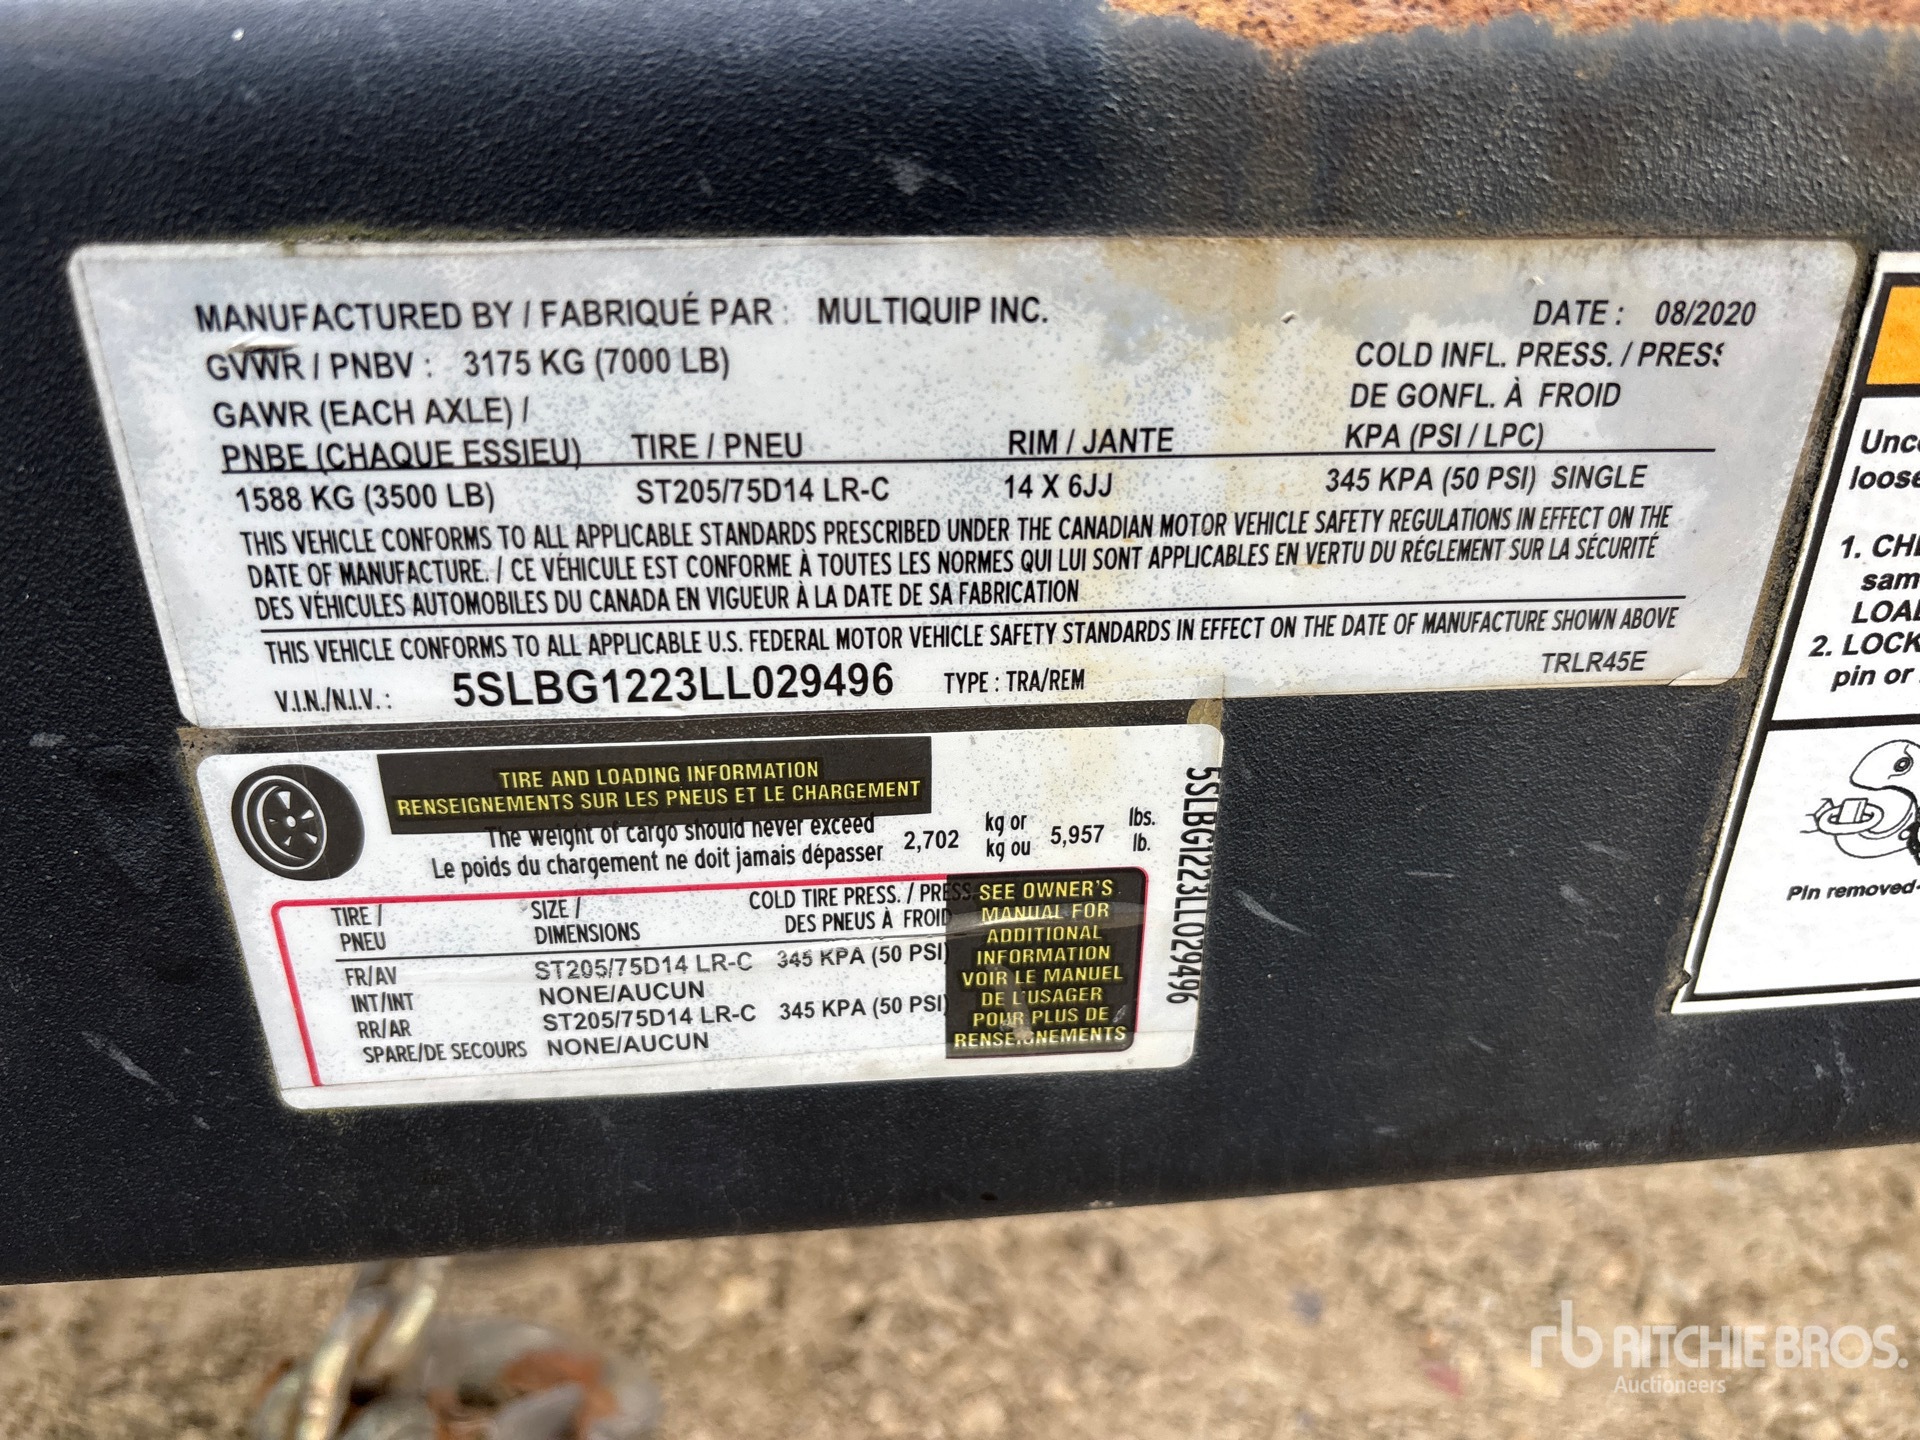 MANUFACTURED BY / FABRIQUÉ PAR : MULTIQUIP INC. DATE : 08/2020
GVWR / PNBV : 3175 KG (7000 LB) COLD INFL. PRESS. / PRESS
GAWR (EACH AXLE) / DE GONFL. À FROID
PNBE (CHAQUE ESSIEU) TIRE / PNEU RIM / JANTE KPA (PSI / LPC)
1588 KG (3500 LB) ST205/75D14 LR-C 14 X 6JJ 345 KPA (50 PSI) SINGLE
THIS VEHICLE CONFORMS TO ALL APPLICABLE STANDARDS PRESCRIBED UNDER THE CANADIAN MOTOR VEHICLE SAFETY REGULATIONS IN EFFECT ON THE
DATE OF MANUFACTURE. / CE VÉHICULE EST CONFORME À TOUTES LES NORMES QUI LUI SONT APPLICABLES EN VERTU DU RÉGLEMENT SUR LA SÉCURITÉ
DES VÉHICULES AUTOMOBILES DU CANADA EN VIGUEUR À LA DATE DE SA FABRICATION
THIS VEHICLE CONFORMS TO ALL APPLICABLE U.S. FEDERAL MOTOR VEHICLE SAFETY STANDARDS IN EFFECT ON THE DATE OF MANUFACTURE SHOWN ABOVE
V.I.N./N.I.V. : 5SLBG1223LL029496 TYPE : TRA/REM TRLR45E
TIRE AND LOADING INFORMATION
RENSEIGNEMENTS SUR LES PNEUS ET LE CHARGEMENT
The weight of cargo should never exceed
Le poids du chargement ne doit jamais dépasser
2,702 kg or
kg ou 5,957 lbs.
lb.
TIRE /
PNEU
SIZE /
DIMENSIONS
COLD TIRE PRESS. / PRESS.
DES PNEUS À FROID
FR/AV ST205/75D14 LR-C 345 KPA (50 PSI)
INT/INT NONE/AUCUN
RR/AR ST205/75D14 LR-C 345 KPA (50 PSI)
SPARE/DE SECOURS NONE/AUCUN
SEE OWNER'S
MANUAL FOR
ADDITIONAL
INFORMATION
VOIR LE MANUEL
DE L'USAGER
POUR PLUS DE
RENSEIGNEMENTS
5SLBG1223LL029496
loose
1.
sam
2. LOCK
pin or
Pin removed-
rb RITCHIE BROS.
Auctioneers